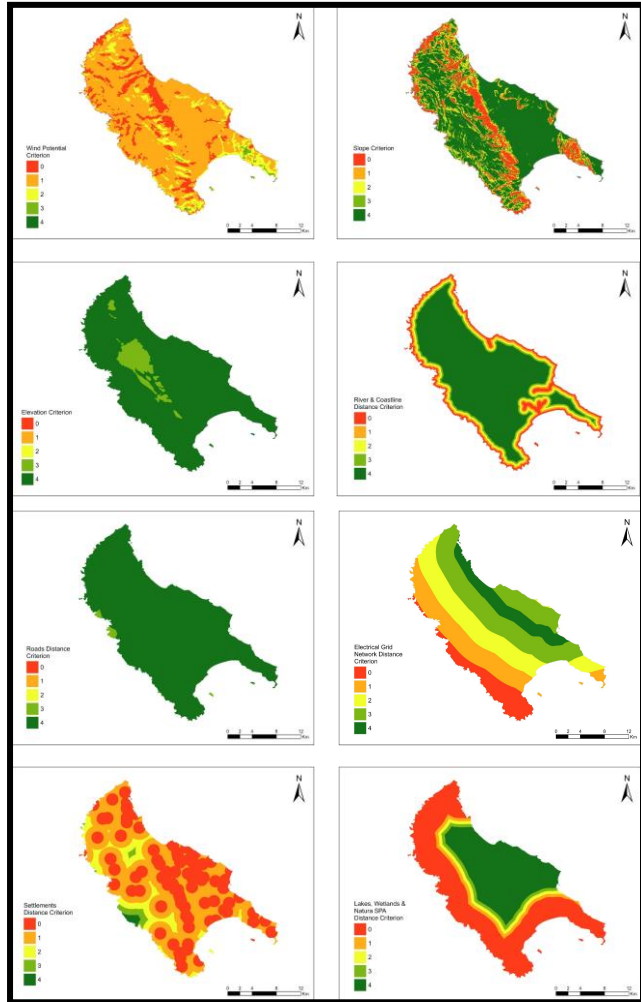 N
Wind Potential
Criterion
0
1
2
3
4
0 2 4 8 12
Km
N
Slope Criterion
0
1
2
3
4
0 2 4 8 12
Km
N
Elevation Criterion
0
1
2
3
4
0 2 4 8 12
Km
N
River & Coastline
Distance Criterion
0
1
2
3
4
0 2 4 8 12
Km
N
Roads Distance
Criterion
0
1
2
3
4
0 2 4 8 12
Km
N
Electrical Grid
Network Distance
Criterion
0
1
2
3
4
0 2 4 8 12
Km
N
Settlements
Distance Criterion
0
1
2
3
4
0 2 4 8 12
Km
N
Lakes, Wetlands &
Natura SPA
Distance Criterion
0
1
2
3
4
0 2 4 8 12
Km